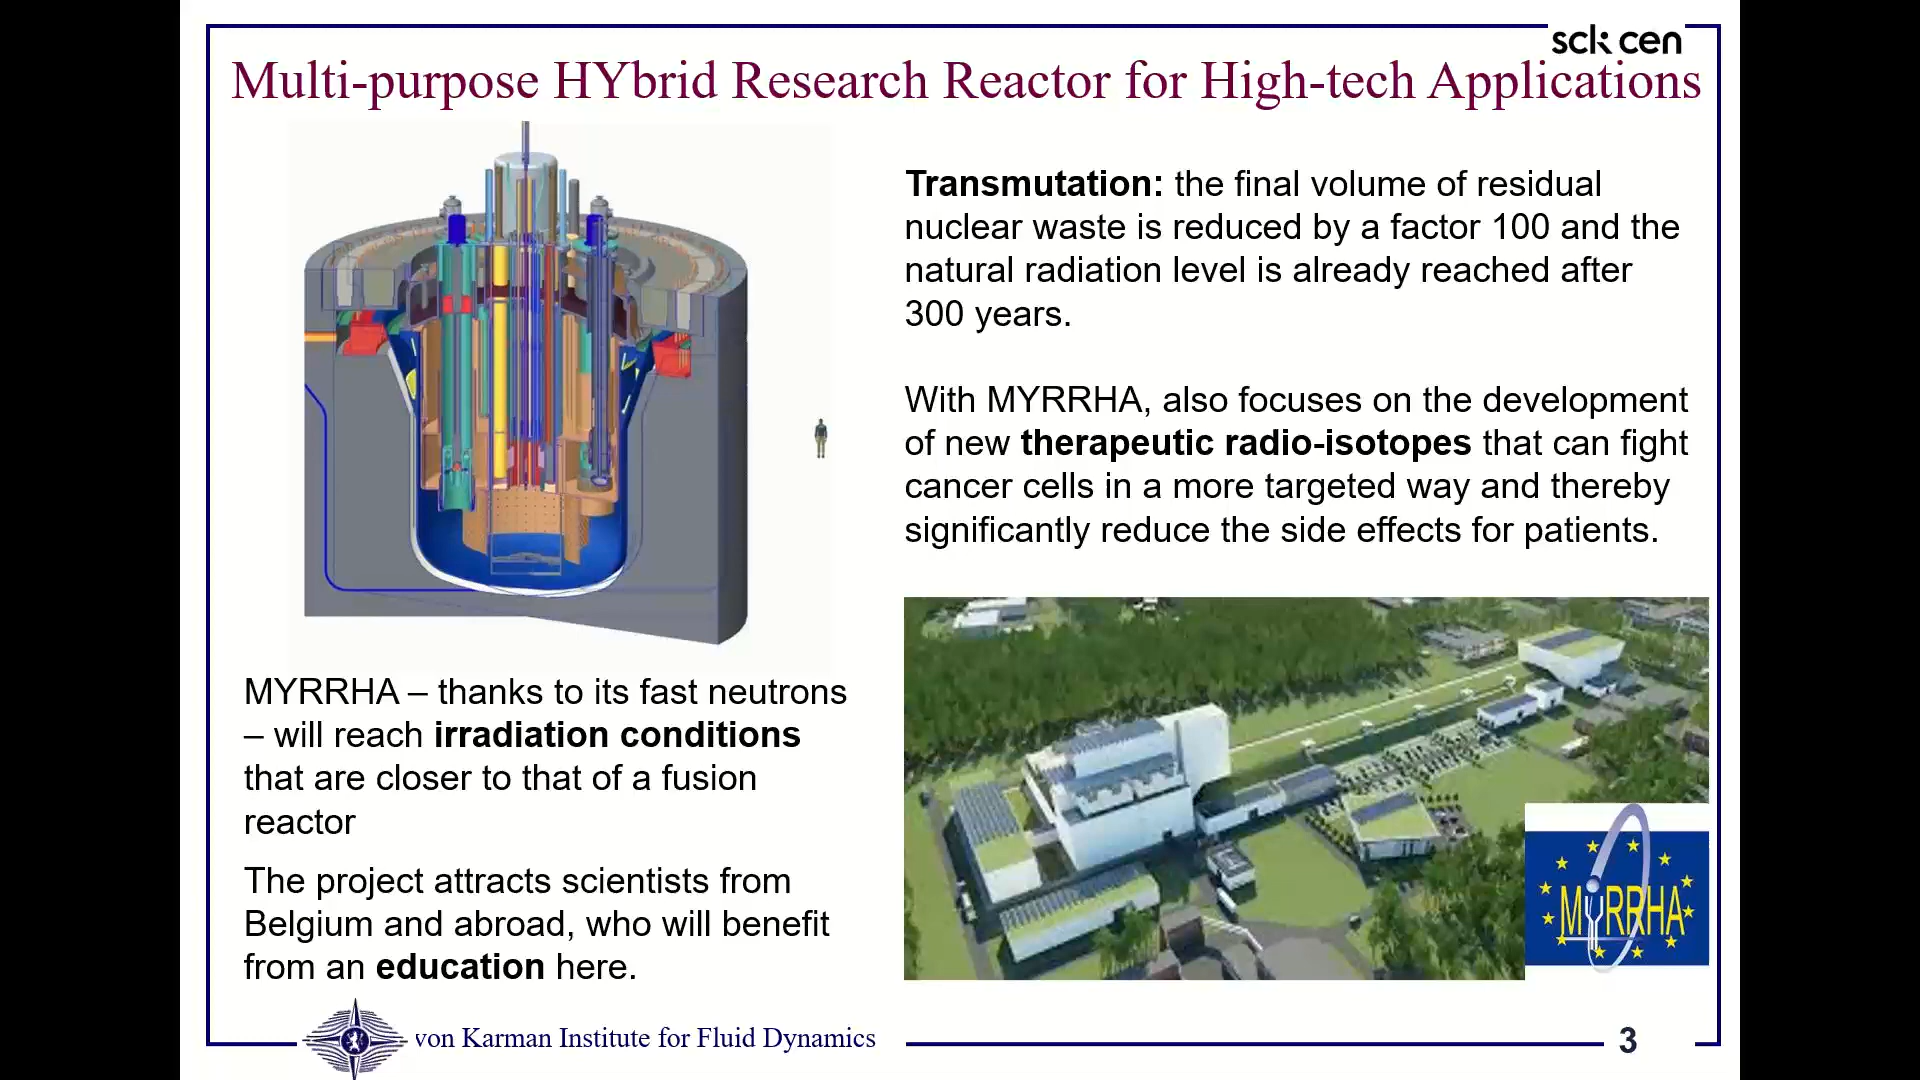 sck cen
Multi-purpose HYbrid Research Reactor for High-tech Applications
Transmutation: the final volume of residual
nuclear waste is reduced by a factor 100 and the
natural radiation level is already reached after
300 years.
With MYRRHA, also focuses on the development
of new therapeutic radio-isotopes that can fight
cancer cells in a more targeted way and thereby
significantly reduce the side effects for patients.
MYRRHA – thanks to its fast neutrons
– will reach irradiation conditions
that are closer to that of a fusion
reactor
The project attracts scientists from
Belgium and abroad, who will benefit
from an education here.
MYRRHA
von Karman Institute for Fluid Dynamics
3